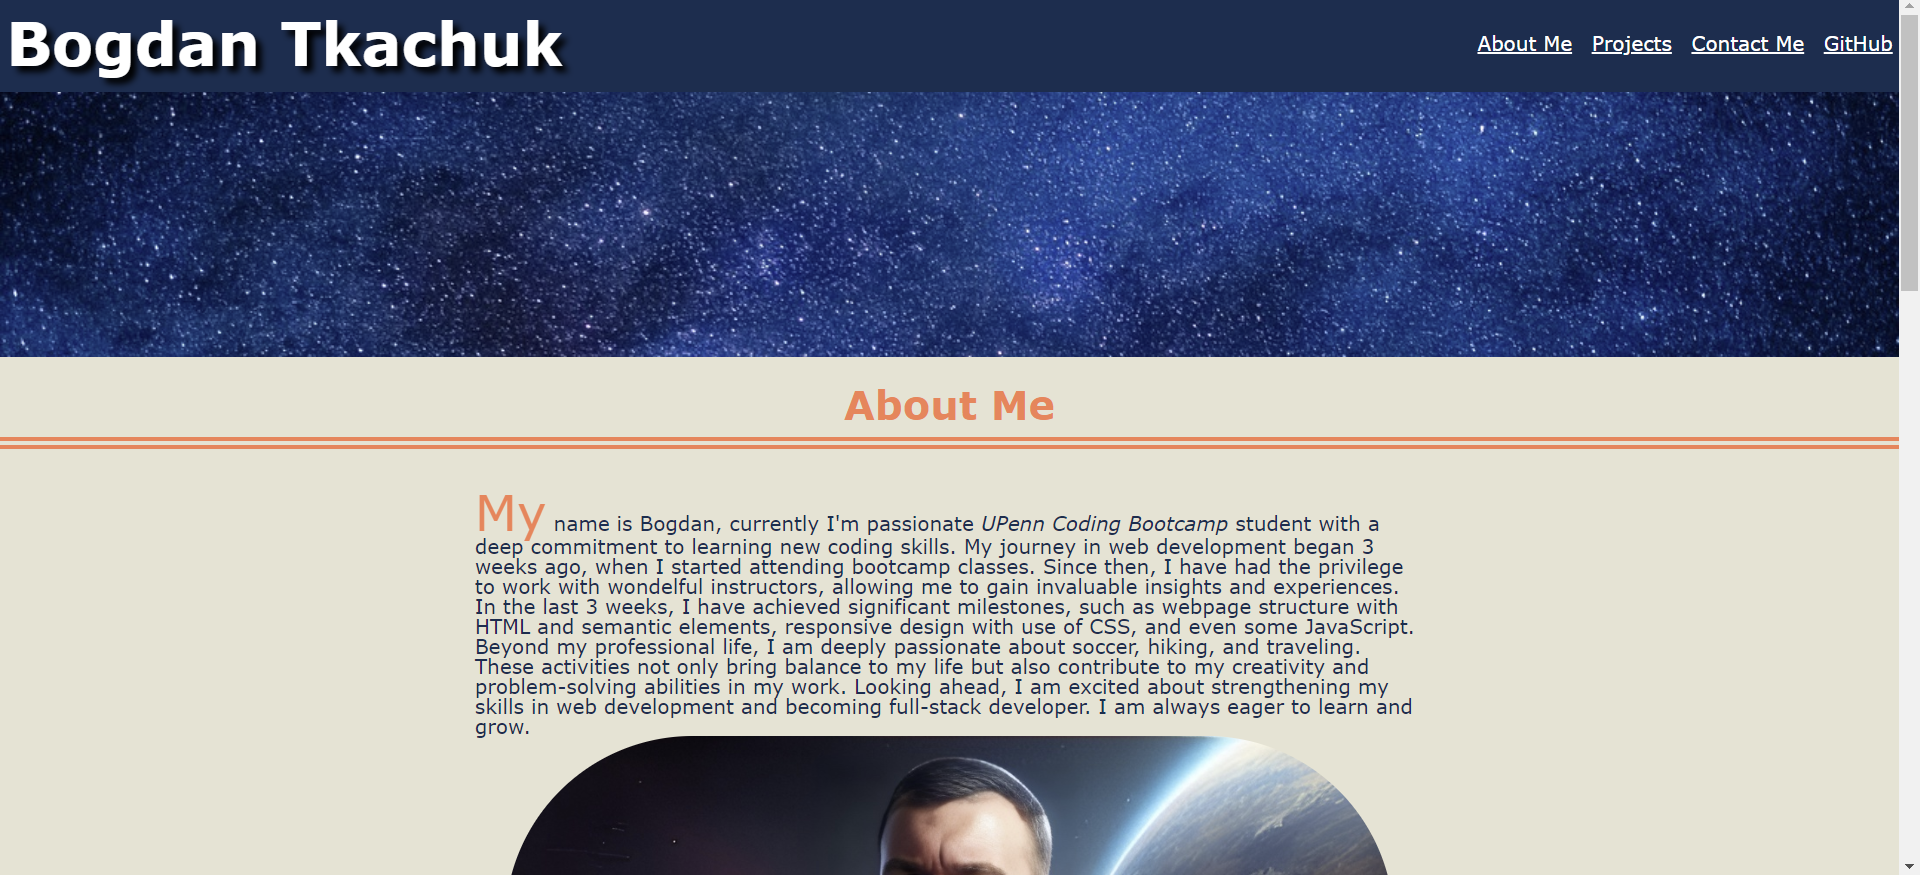 Bogdan Tkachuk
About Me Projects Contact Me GitHub
About Me
My name is Bogdan, currently I'm passionate UPenn Coding Bootcamp student with a
deep commitment to learning new coding skills. My journey in web development began 3
weeks ago, when I started attending bootcamp classes. Since then, I have had the privilege
to work with wondelful instructors, allowing me to gain invaluable insights and experiences.
In the last 3 weeks, I have achieved significant milestones, such as webpage structure with
HTML and semantic elements, responsive design with use of CSS, and even some JavaScript.
Beyond my professional life, I am deeply passionate about soccer, hiking, and traveling.
These activities not only bring balance to my life but also contribute to my creativity and
problem-solving abilities in my work. Looking ahead, I am excited about strengthening my
skills in web development and becoming full-stack developer. I am always eager to learn and
grow.